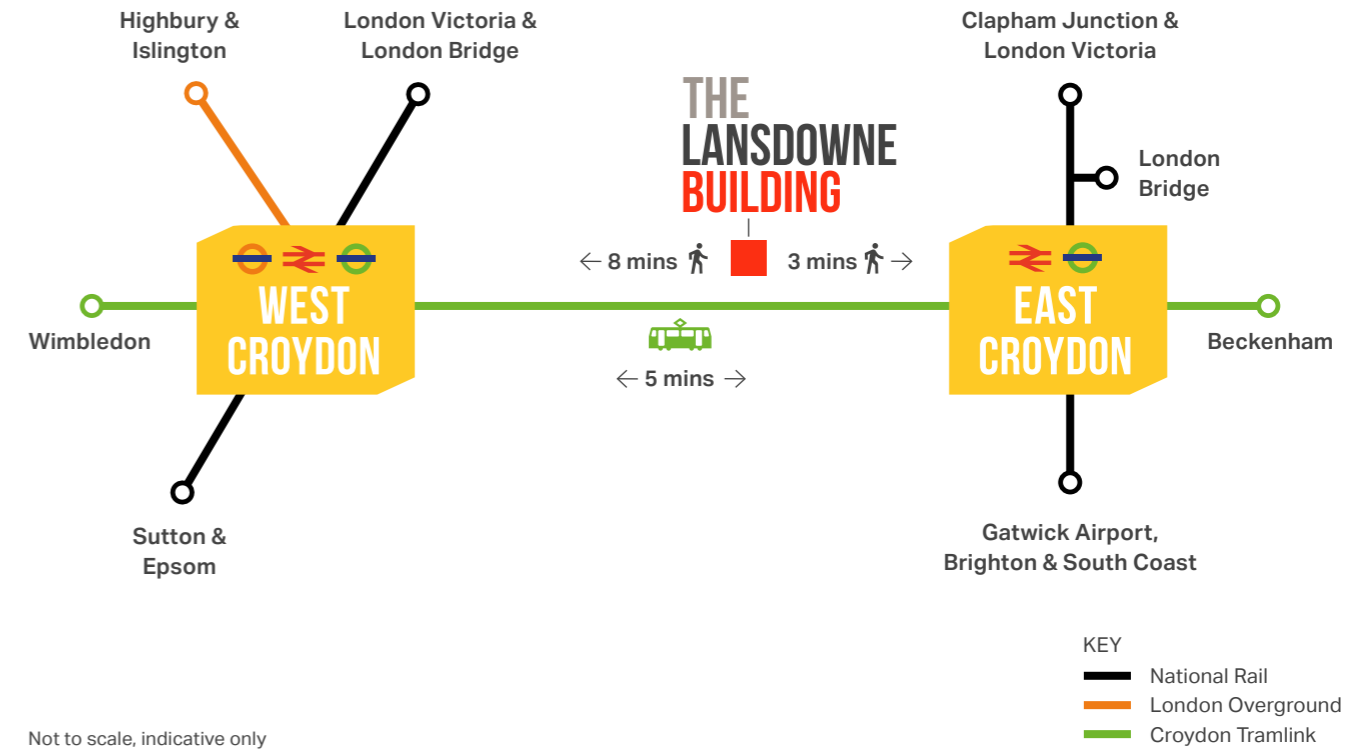 Highbury &
Islington
London Victoria &
London Bridge
Clapham Junction &
London Victoria
THE
LANSDOWNE
BUILDING
London
Bridge
← 8 mins
3 mins →
WEST
CROYDON
EAST
CROYDON
Wimbledon
Beckenham
← 5 mins →
Sutton &
Epsom
Gatwick Airport,
Brighton & South Coast
KEY
National Rail
London Overground
Croydon Tramlink
Not to scale, indicative only